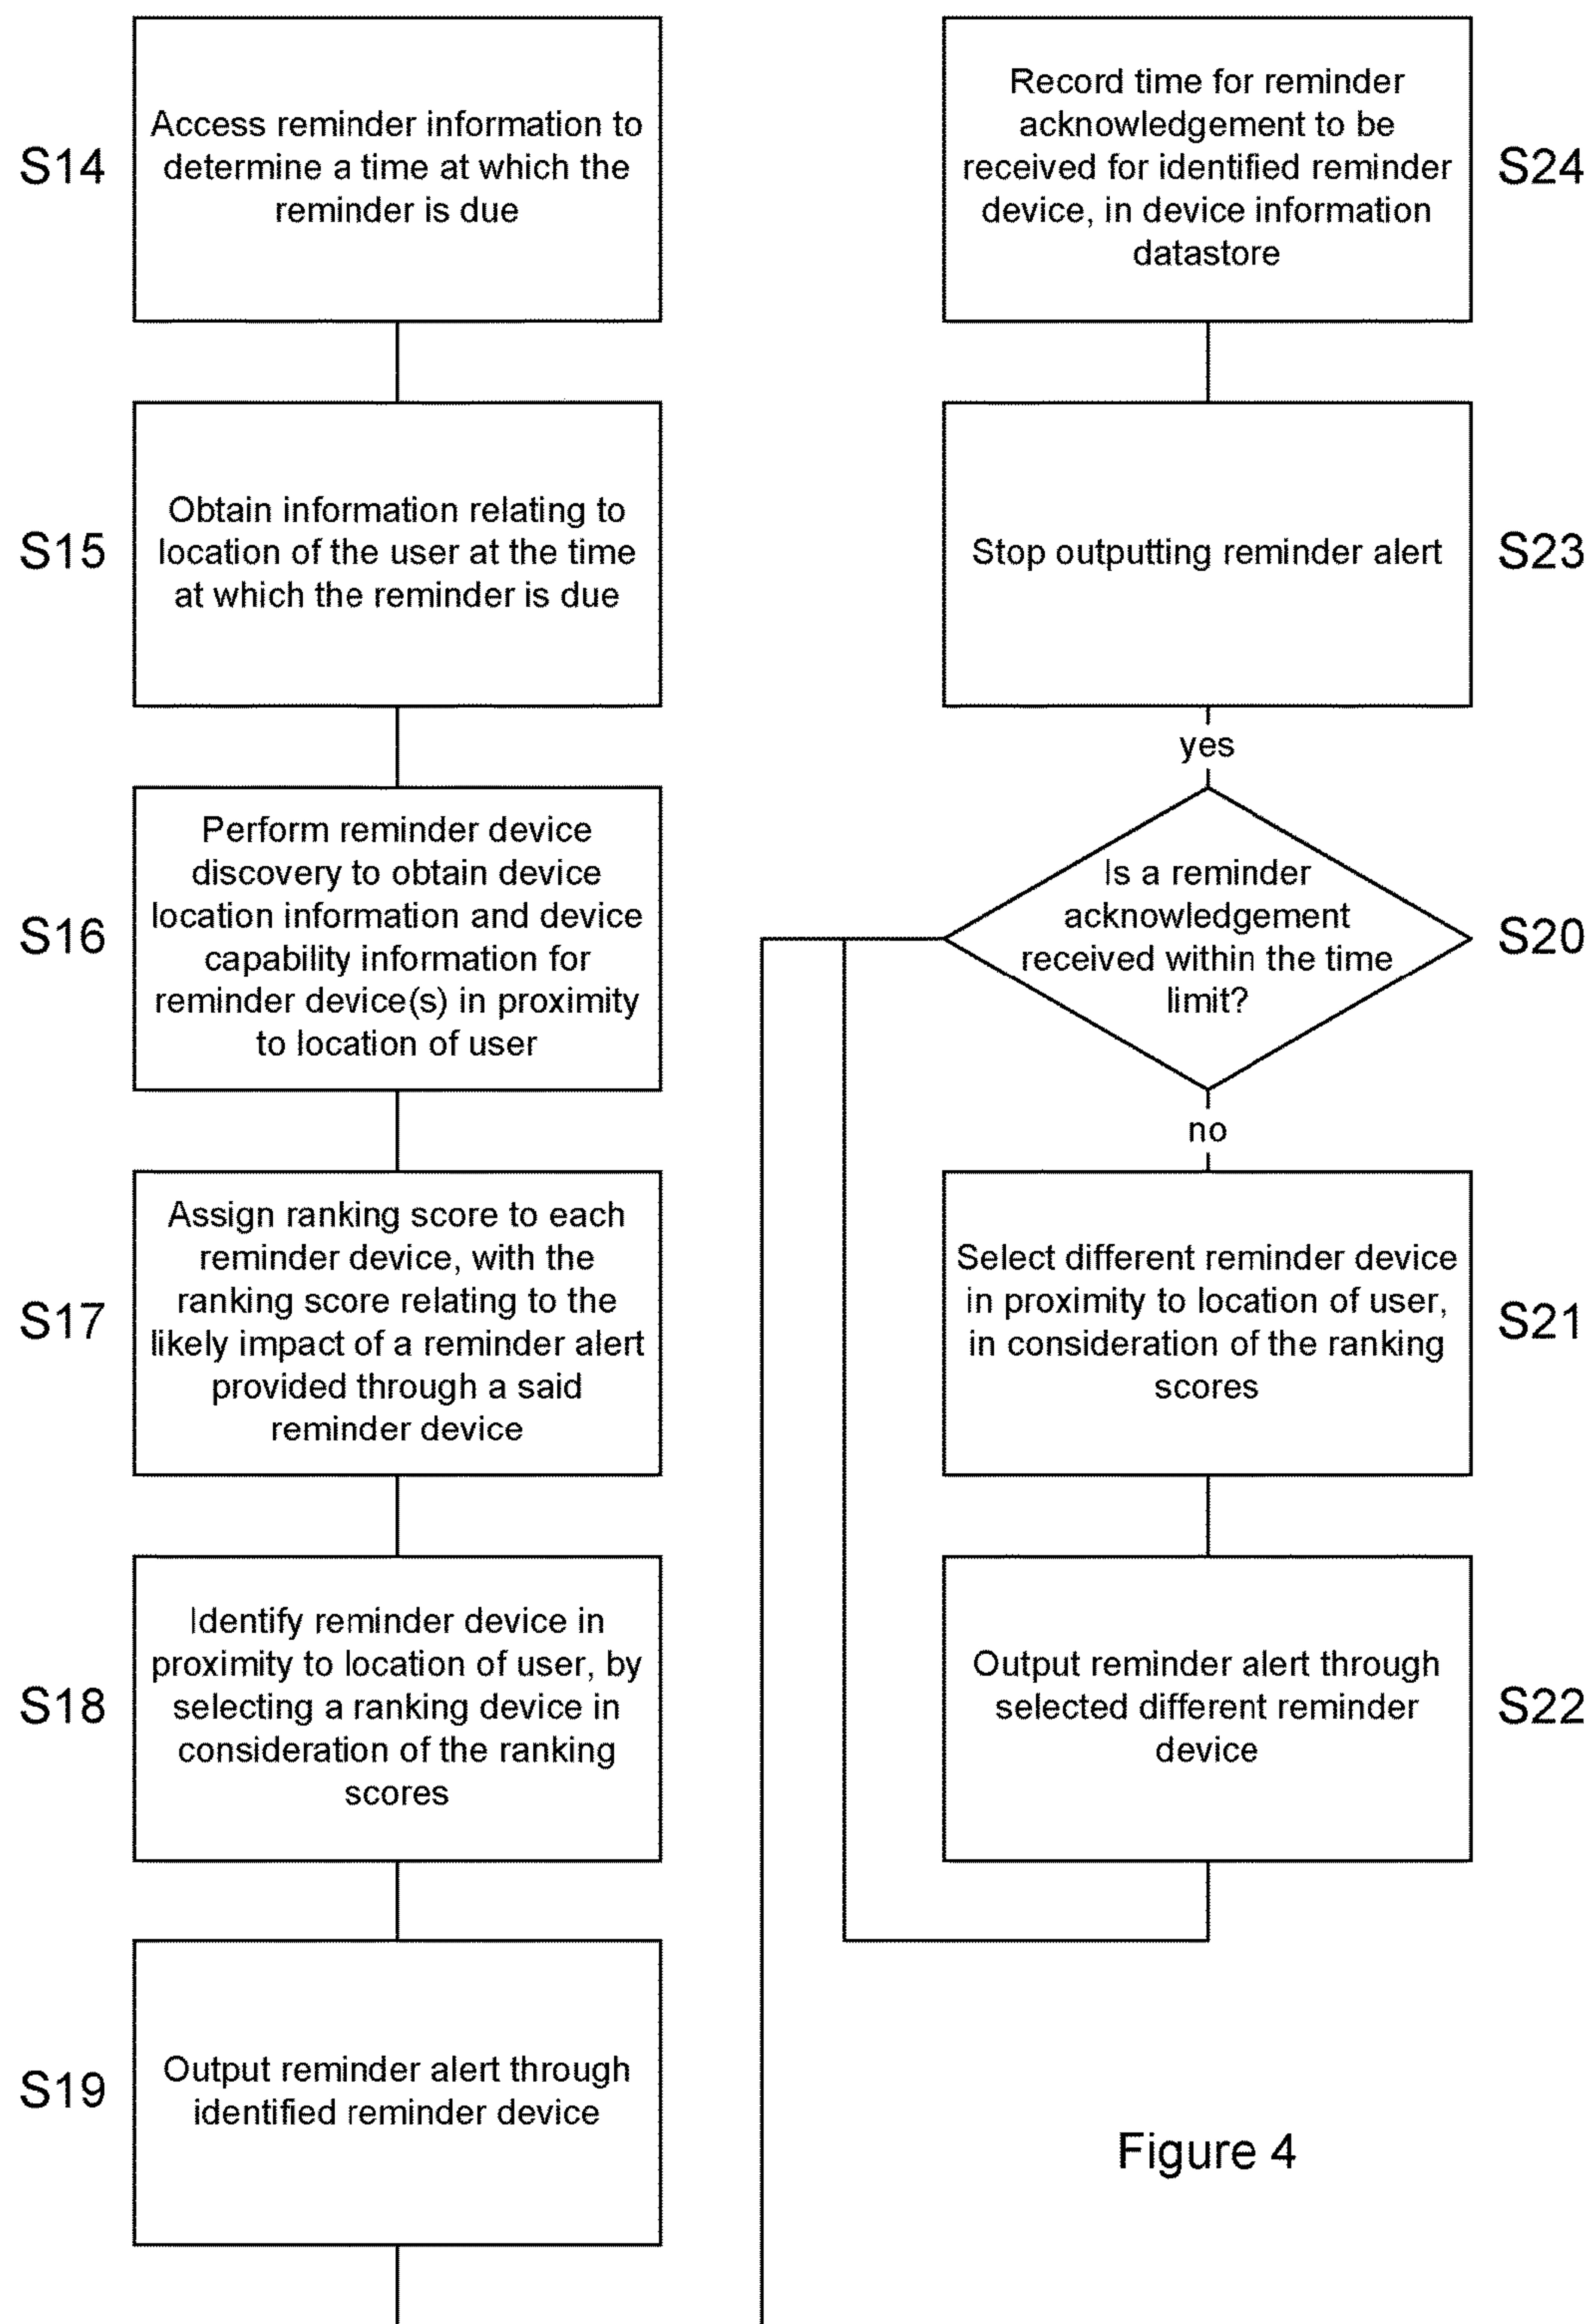 S14
Access reminder information to
determine a time at which the
reminder is due
S15
Obtain information relating to
location of the user at the time
at which the reminder is due
S16
Perform reminder device
discovery to obtain device
location information and device
capability information for
reminder device(s) in proximity
to location of user
S17
Assign ranking score to each
reminder device, with the
ranking score relating to the
likely impact of a reminder alert
provided through a said
reminder device
S18
Identify reminder device in
proximity to location of user, by
selecting a ranking device in
consideration of the ranking
scores
S19
Output reminder alert through
identified reminder device
Record time for reminder
acknowledgement to be
received for identified reminder
device, in device information
datastore
S24
Stop outputting reminder alert
S23
yes
Is a reminder
acknowledgement
received within the time
limit?
S20
no
Select different reminder device
in proximity to location of user,
in consideration of the ranking
scores
S21
Output reminder alert through
selected different reminder
device
S22
Figure 4